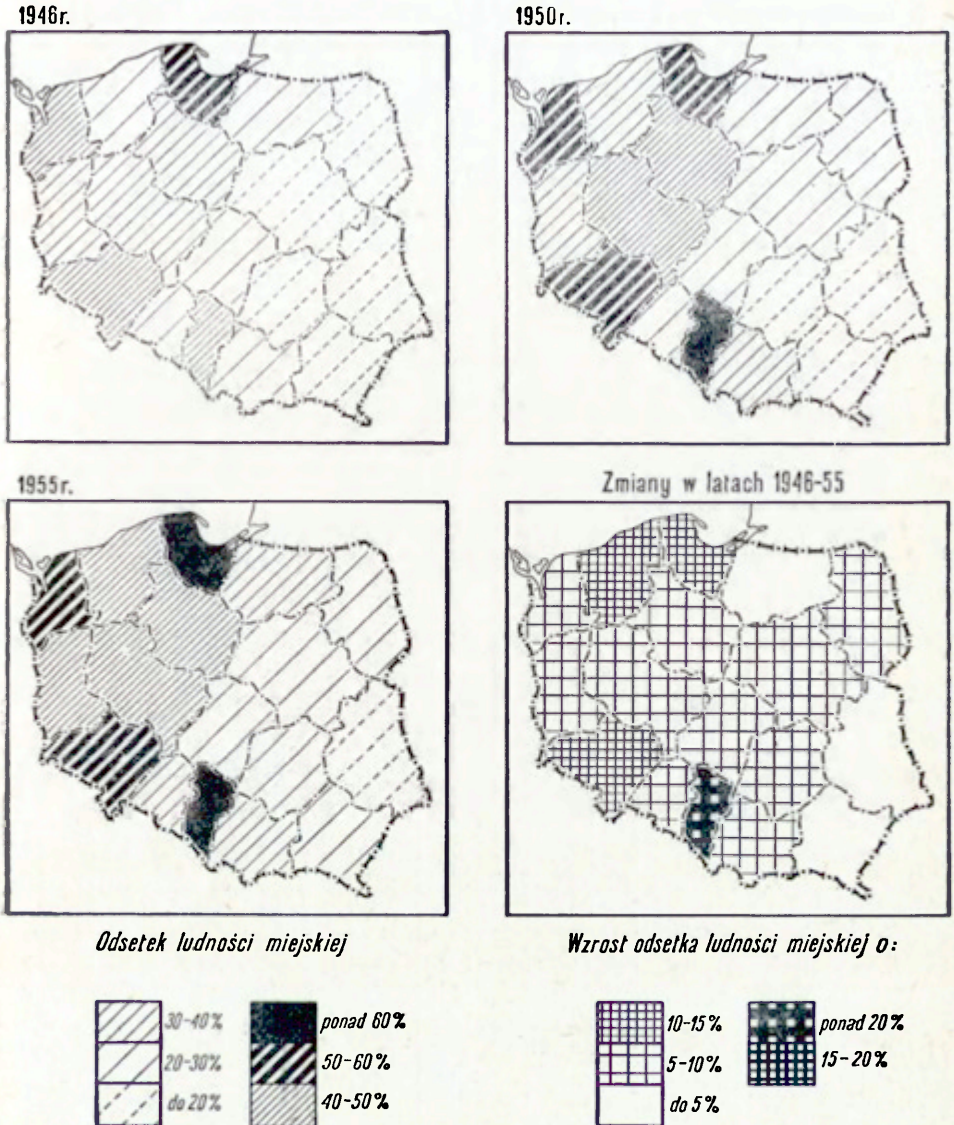 1946r.
1950r.
1955r.
Zmiany w latach 1946-55
Odsetek ludności miejskiej
30-40%
20-30%
do 20%
ponad 60%
50-60%
40-50%
Wzrost odsetka ludności miejskiej o:
10-15%
5-10%
do 5%
ponad 20%
15-20%